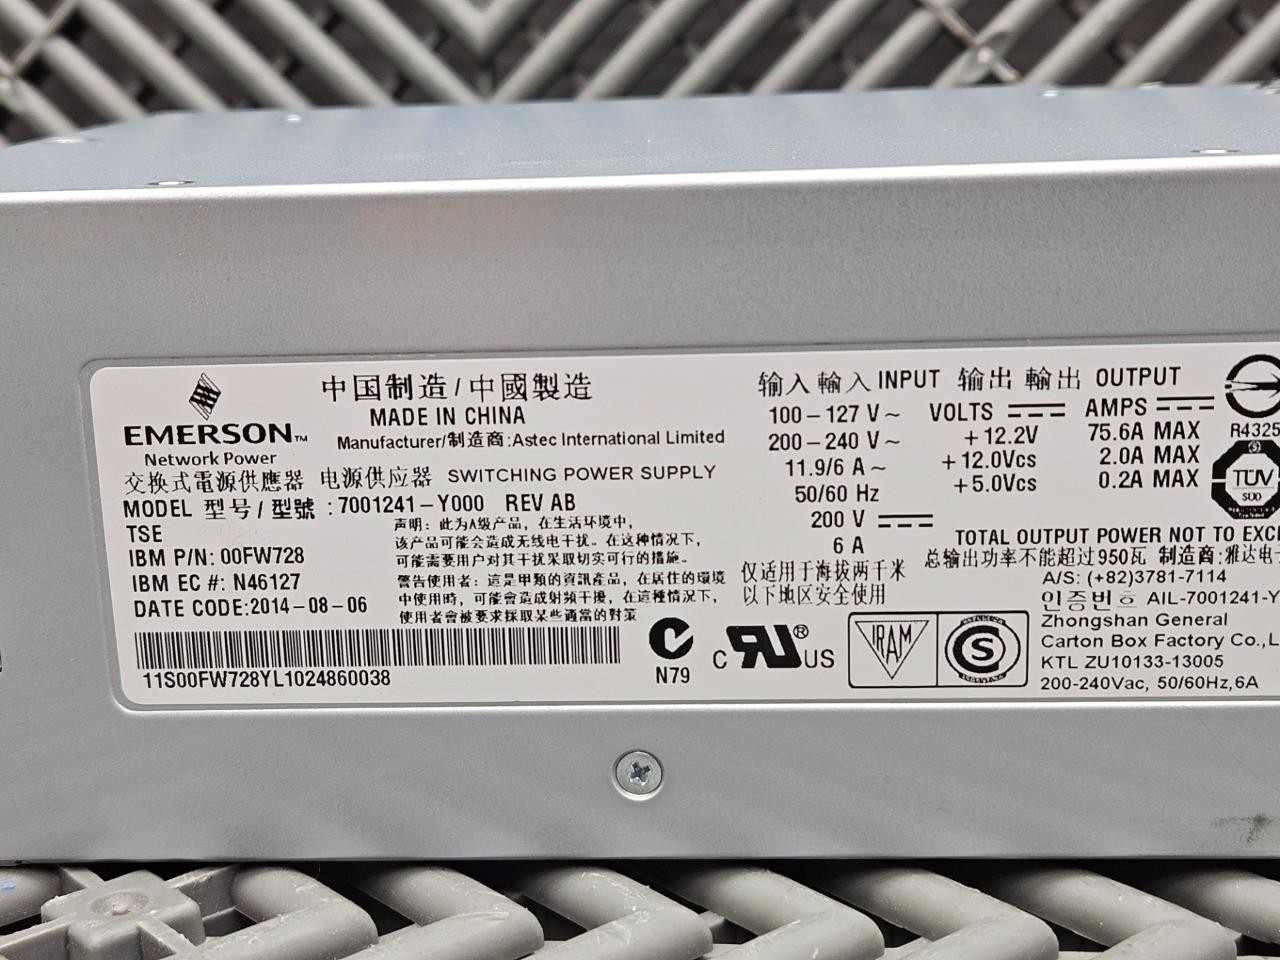 EMERSON™
Network Power
中国制造 / 中國製造
MADE IN CHINA
Manufacturer/制造商:Astec International Limited
交换式電源供應器 电源供应器 SWITCHING POWER SUPPLY
MODEL 型号 / 型號 : 7001241-Y000 REV AB
TSE
IBM P/N: 00FW728
IBM EC #: N46127
DATE CODE:2014-08-06
声明: 此为A级产品, 在生活环境中,
该产品可能会造成无线电干扰。在这种情况下,
可能需要用户对其干扰采取切实可行的措施。
警告使用者: 這是甲類的資訊產品, 在居住的環境
中使用時, 可能會造成射頻干擾, 在這種情況下,
使用者會被要求採取某些適當的對策
11S00FW728YL1024860038
N79
输入 輸入 INPUT
100-127 V~
200-240 V~
11.9/6 A~
50/60 Hz
200 V
6 A
仅适用于海拔两千米
以下地区安全使用
输出 輸出 OUTPUT
VOLTS AMPS
+12.2V 75.6A MAX
+12.0Vcs 2.0A MAX
+5.0Vcs 0.2A MAX
TOTAL OUTPUT POWER NOT TO EXCE
总输出功率不能超过950瓦 制造商:雅达电子
A/S: (+82)3781-7114
인증번호 AIL-7001241-Y
Zhongshan General
Carton Box Factory Co.,L
KTL ZU10133-13005
200-240Vac, 50/60Hz,6A
R4325
TÜV
SÜD
C RU® US
IRAM
S